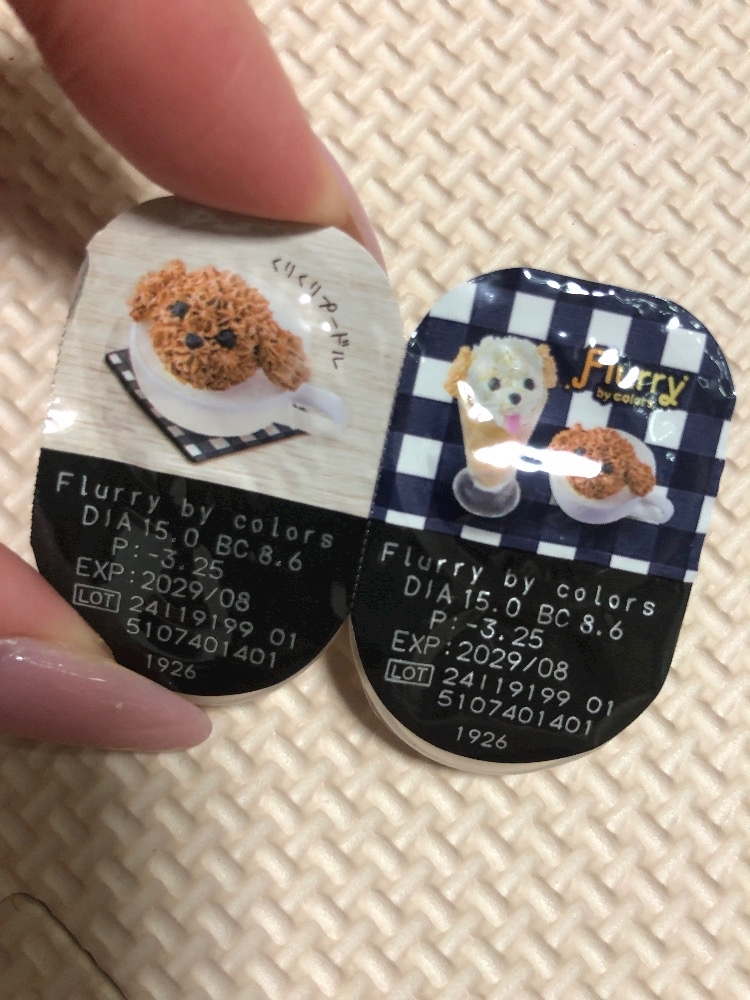 くりくりプードル
Flurry by colors
DIA 15.0 BC 8.6
P:-3.25
EXP:2029/08
LOT 24119199 01
5107401401
1926
Flurry
by colors
Flurry by colors
DIA 15.0 BC 8.6
P:-3.25
EXP:2029/08
LOT 24119199 01
5107401401
1926